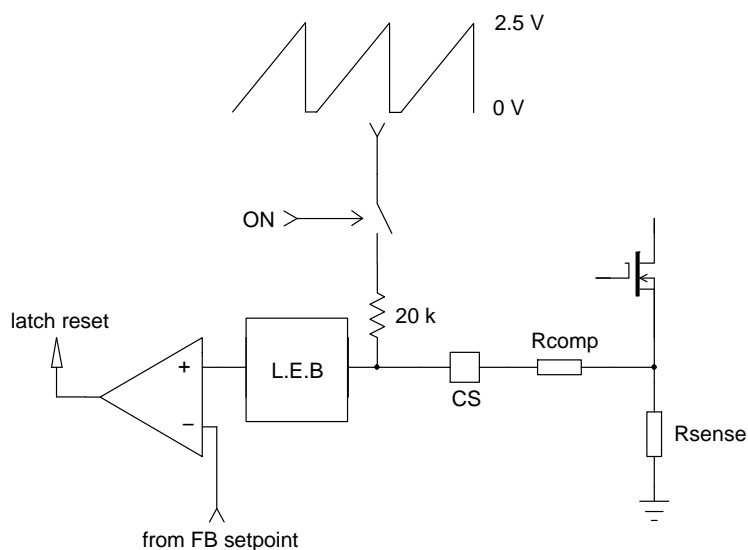 2.5 V
0 V
ON
20 k
latch reset
+
L.E.B
Rcomp
CS
−
Rsense
from FB setpoint